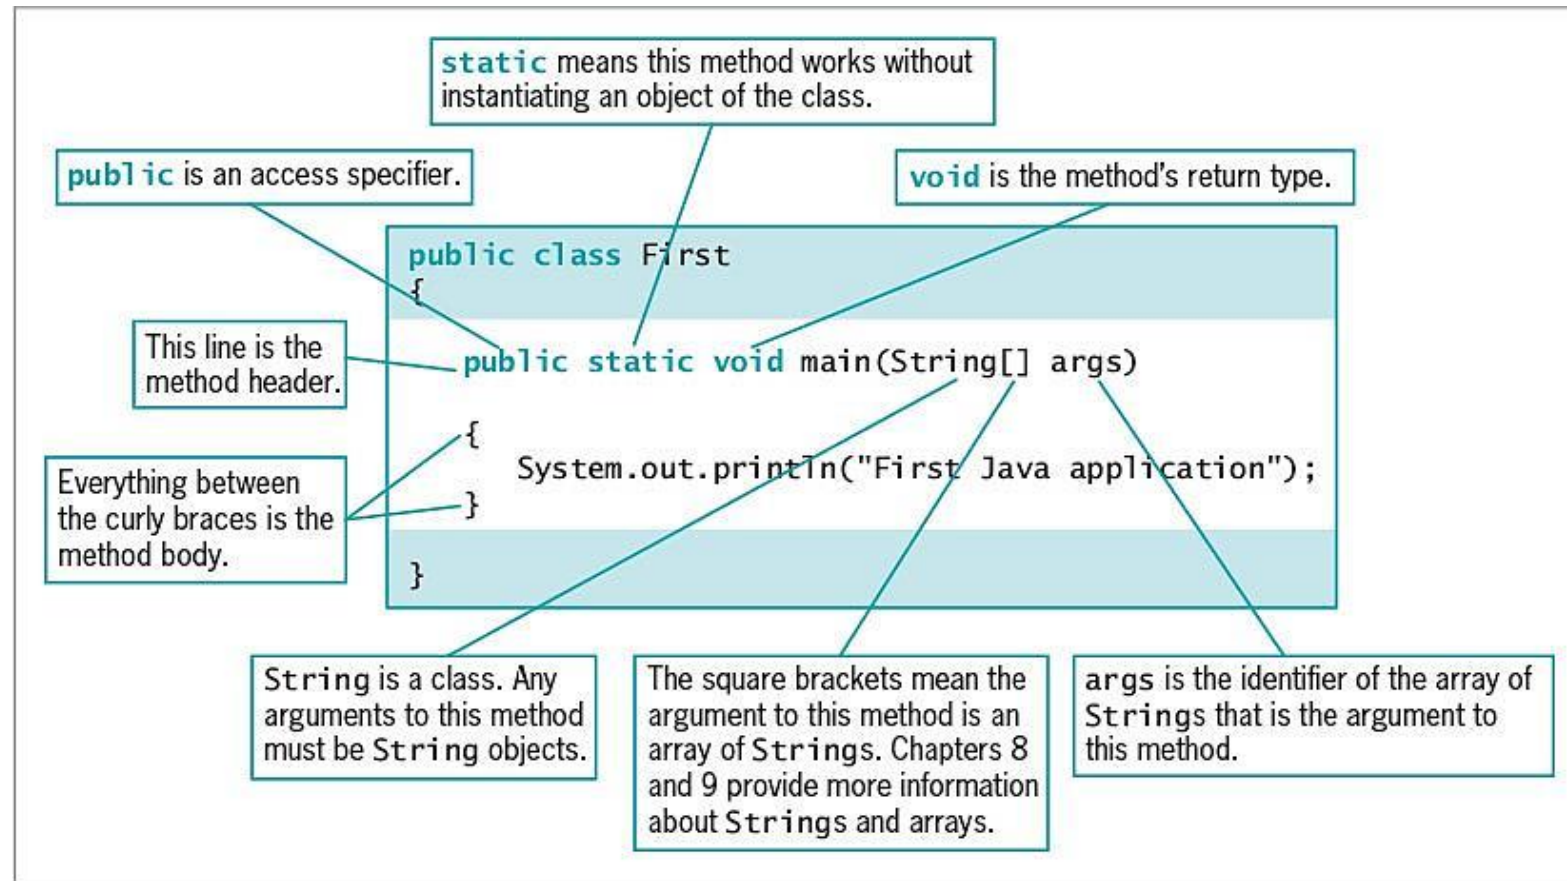 static means this method works without
instantiating an object of the class.
public is an access specifier.
void is the method's return type.
public class First
{
This line is the
method header.
public static void main(String[] args)
{
System.out.println("First Java application");
}
Everything between
the curly braces is the
method body.
}
String is a class. Any
arguments to this method
must be String objects.
The square brackets mean the
argument to this method is an
array of Strings. Chapters 8
and 9 provide more information
about Strings and arrays.
args is the identifier of the array of
Strings that is the argument to
this method.